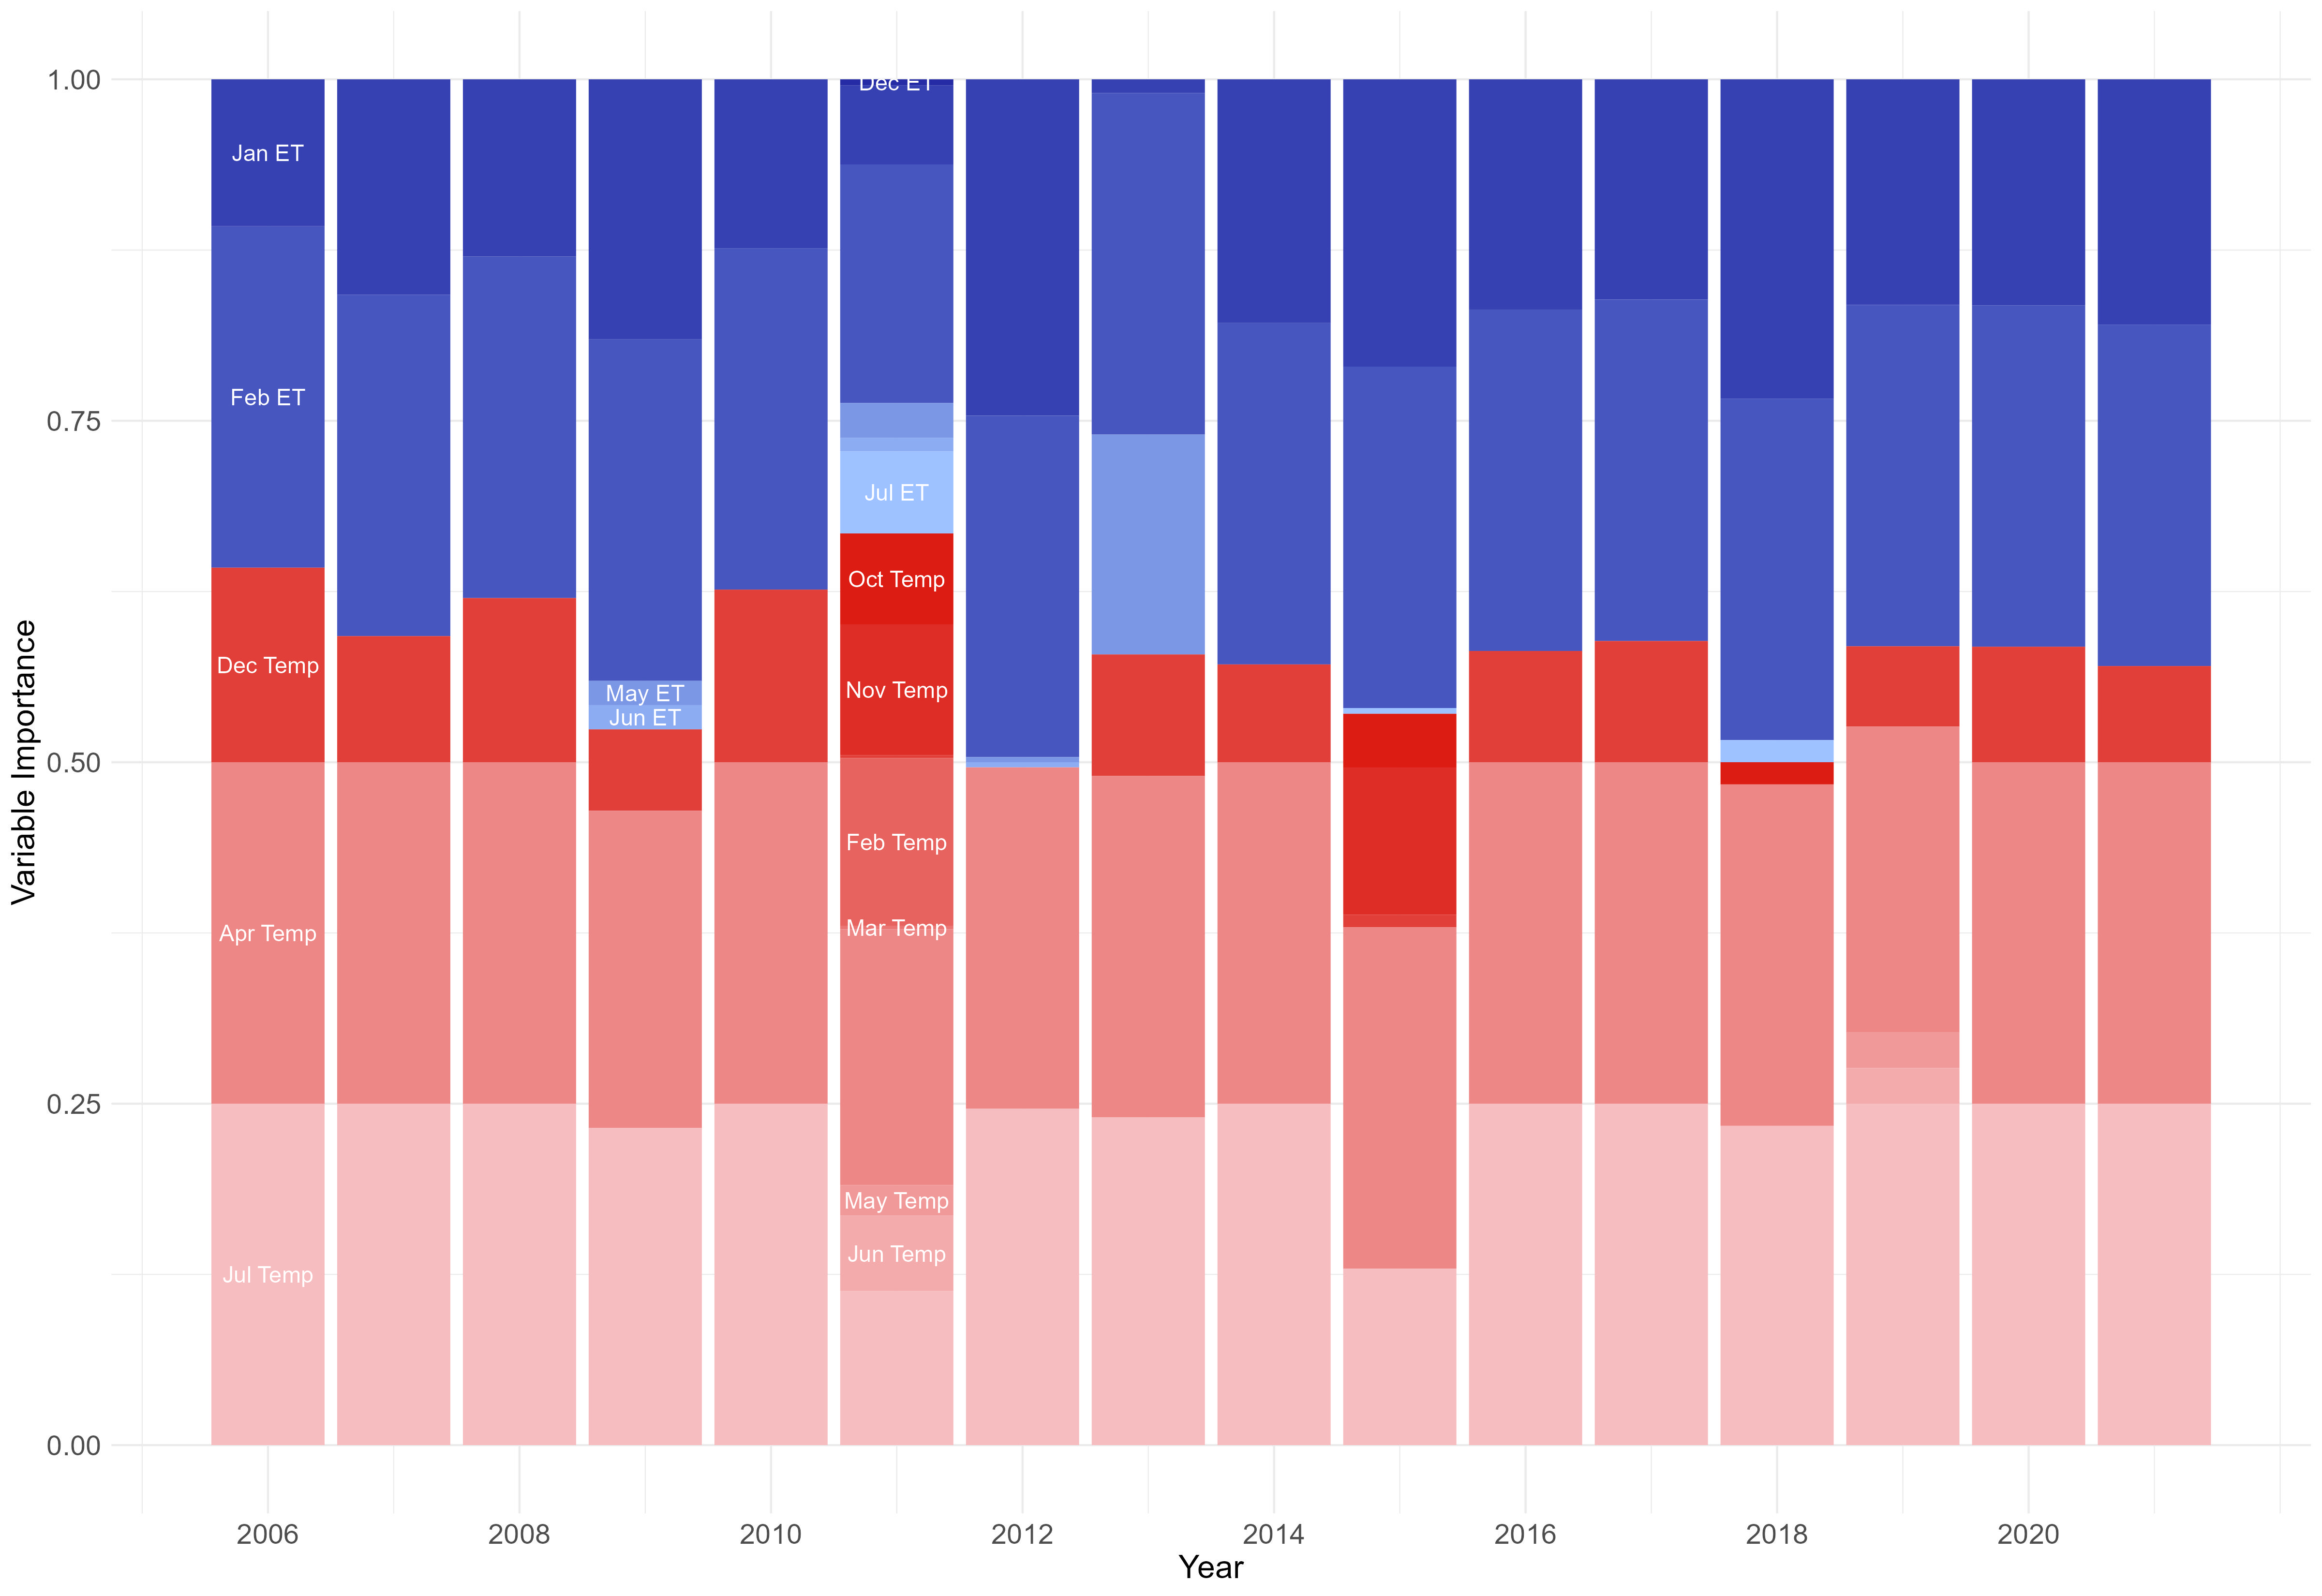 1.00
0.75
0.50
0.25
0.00
Variable Importance
Jan ET
Feb ET
Dec Temp
Apr Temp
Jul Temp
May ET
Jun ET
Dec ET
Jul ET
Oct Temp
Nov Temp
Feb Temp
Mar Temp
May Temp
Jun Temp
2006 2008 2010 2012 2014 2016 2018 2020
Year